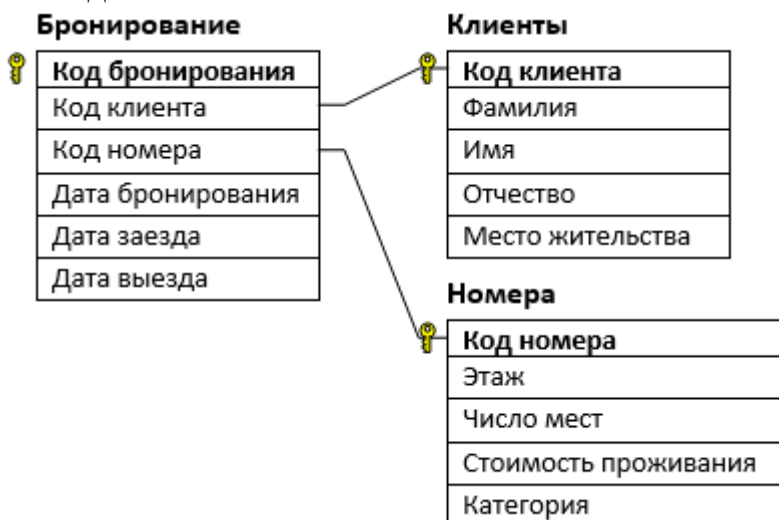 Бронирование
Код бронирования
Код клиента
Код номера
Дата бронирования
Дата заезда
Дата выезда
Клиенты
Код клиента
Фамилия
Имя
Отчество
Место жительства
Номера
Код номера
Этаж
Число мест
Стоимость проживания
Категория